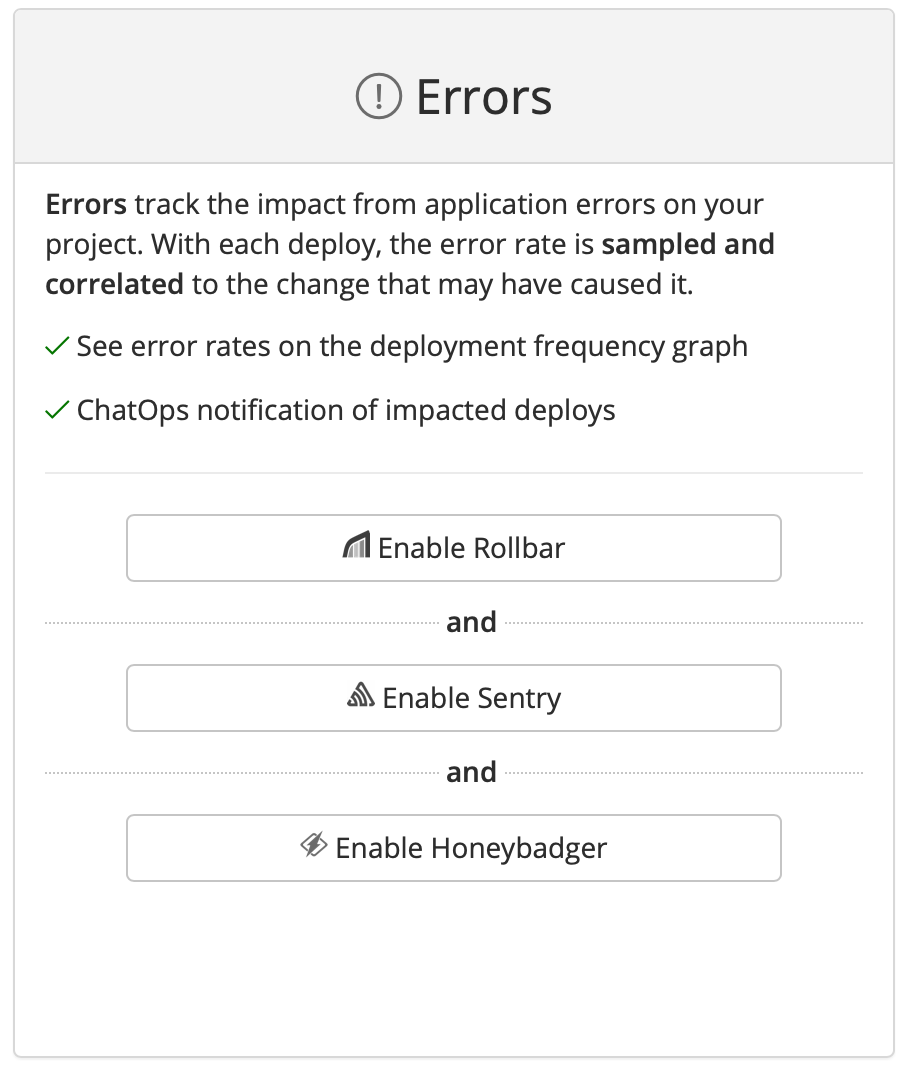 Errors
Errors track the impact from application errors on your
project. With each deploy, the error rate is sampled and
correlated to the change that may have caused it.
See error rates on the deployment frequency graph
ChatOps notification of impacted deploys
Enable Rollbar
and
Enable Sentry
and
Enable Honeybadger